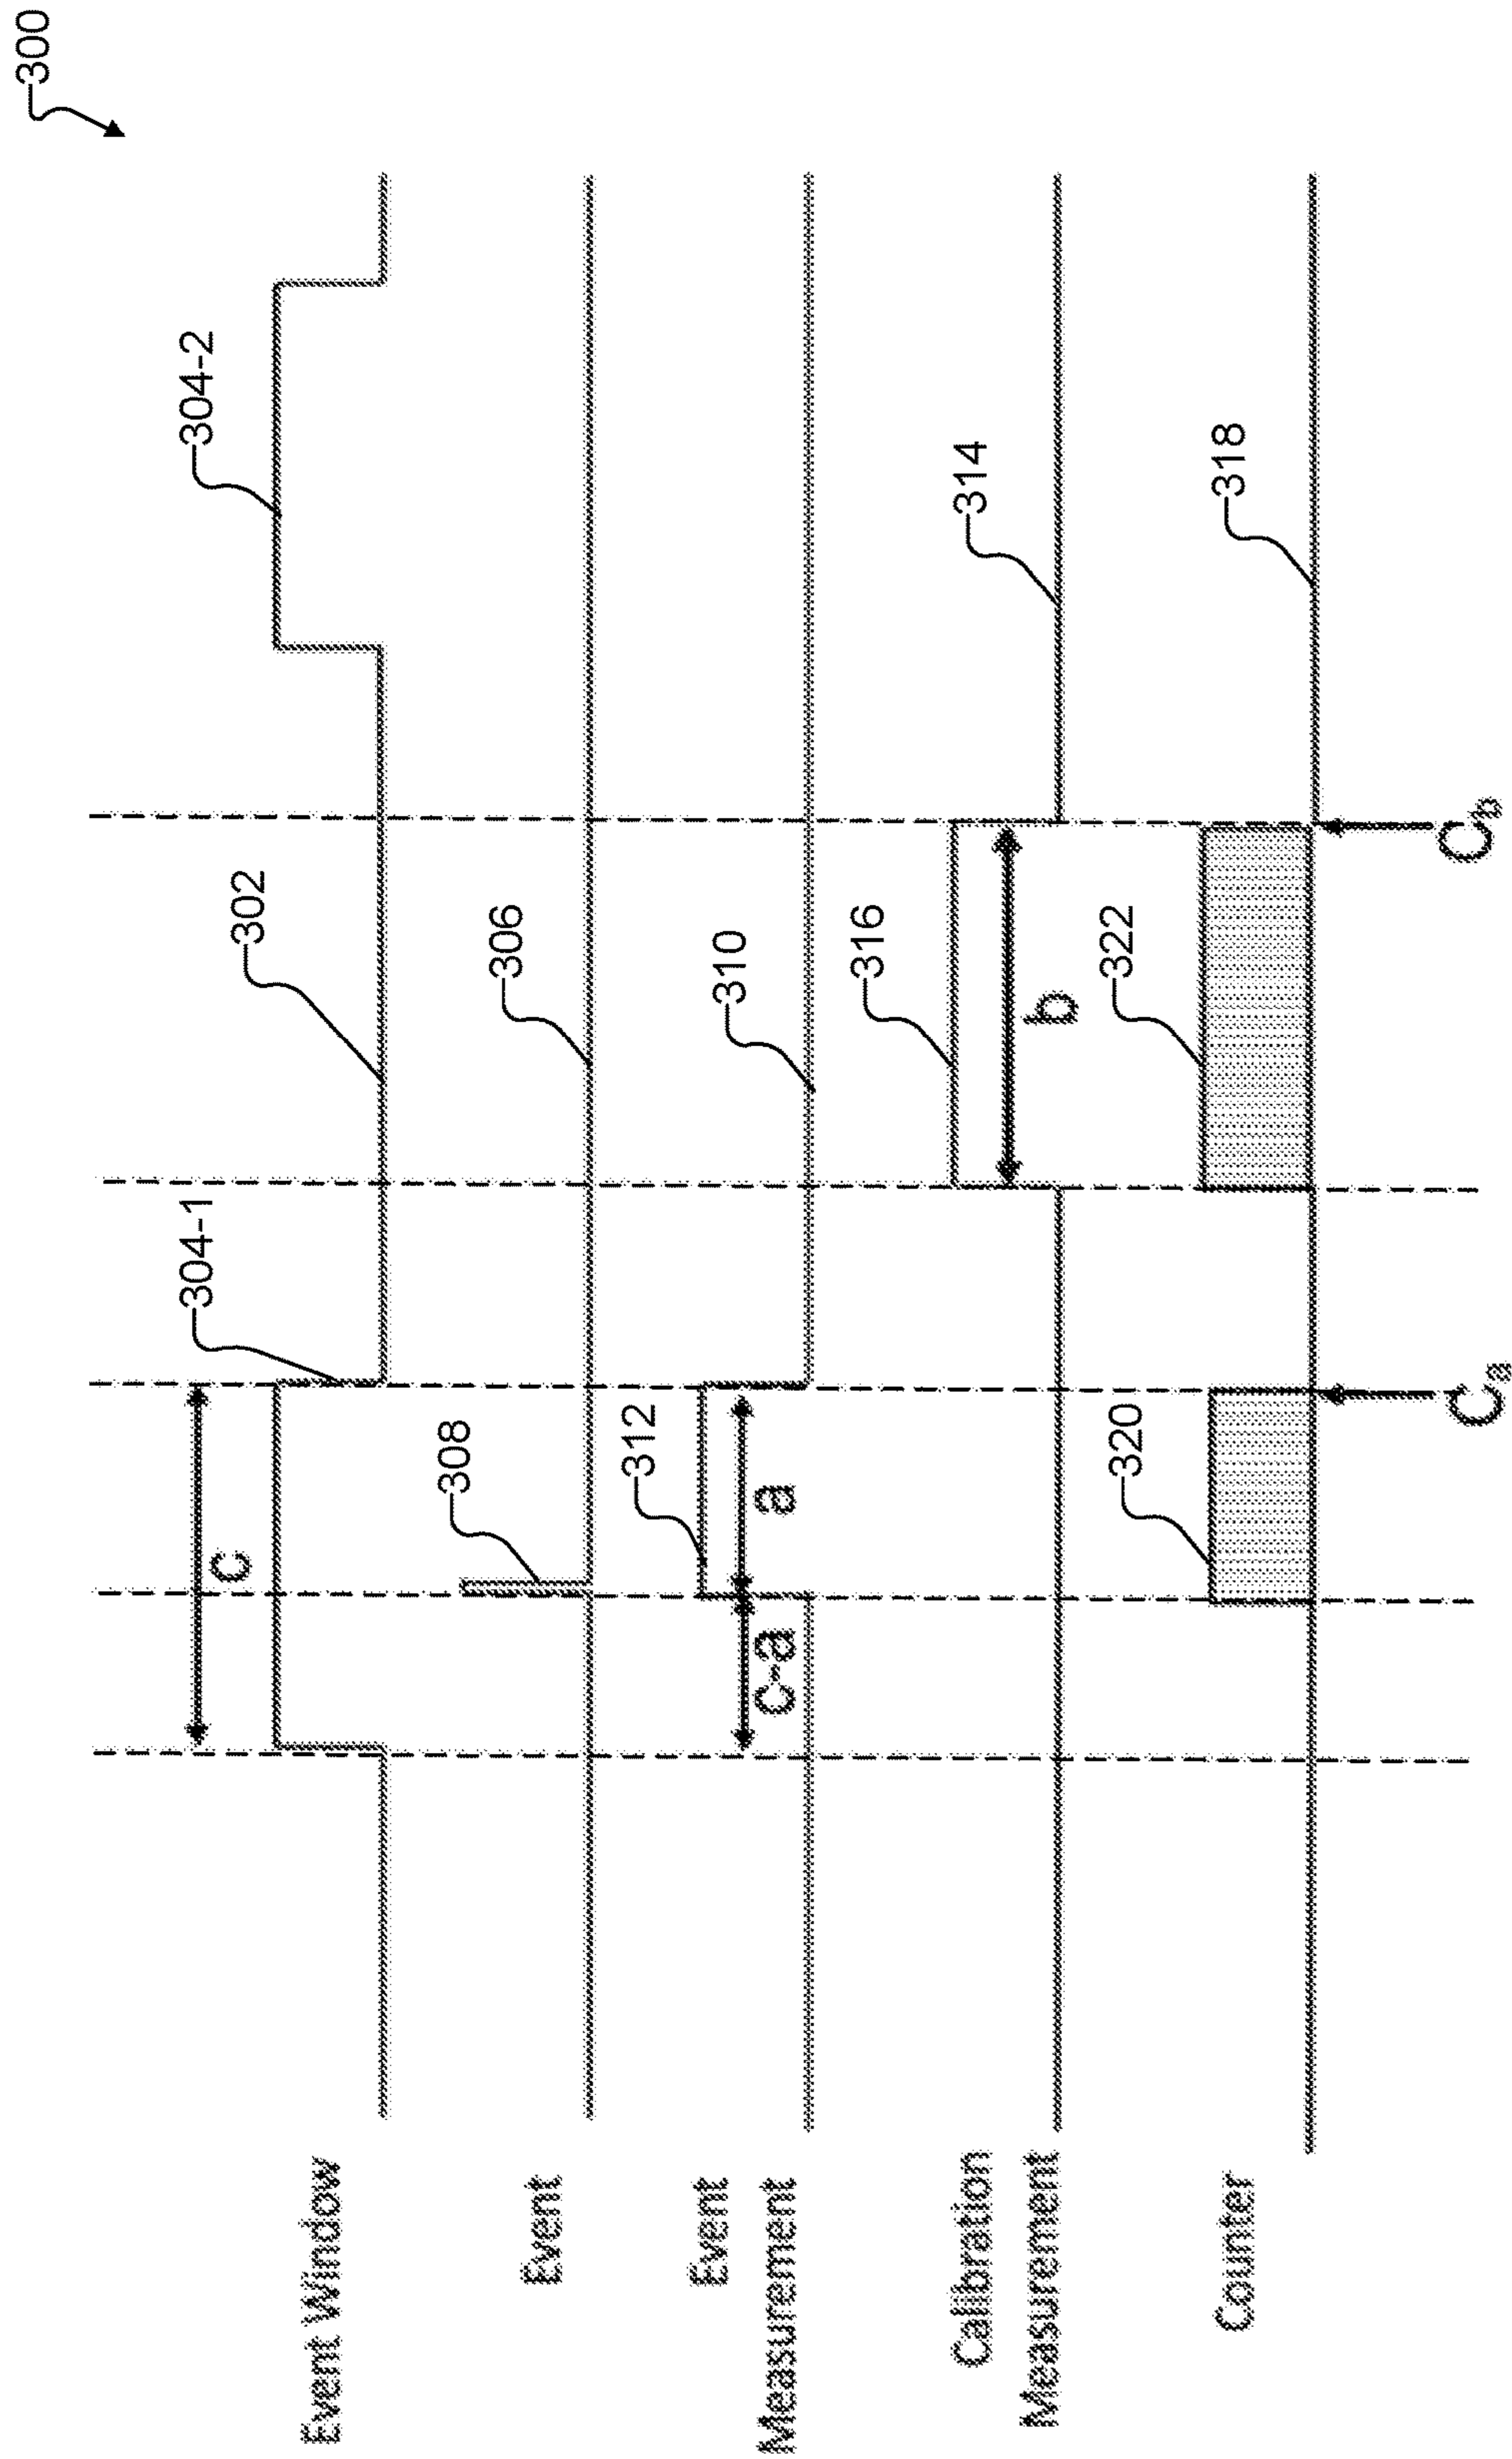 300
304-2
302
304-1
c
Event Window
306
308
Event
310
312
a
c-a
Event
Measurement
314
316
b
Calibration
Measurement
318
322
320
Counter
Cb
Ca